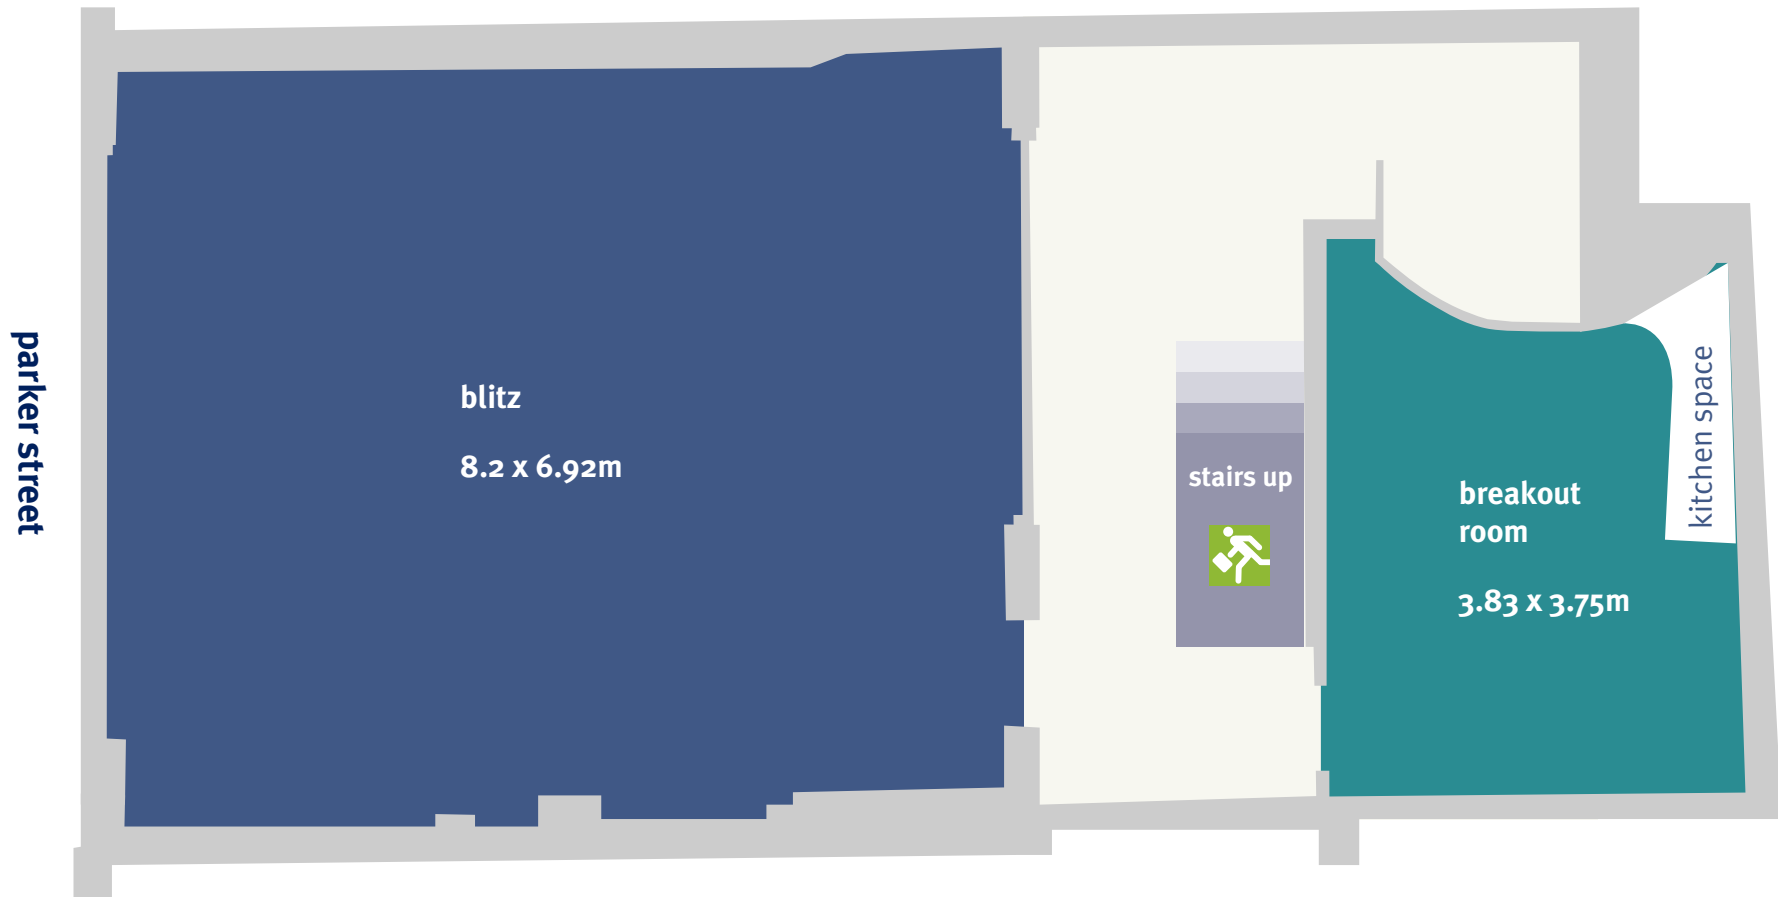 parker street
blitz
8.2 x 6.92m
stairs up
breakout
room
3.83 x 3.75m
kitchen space